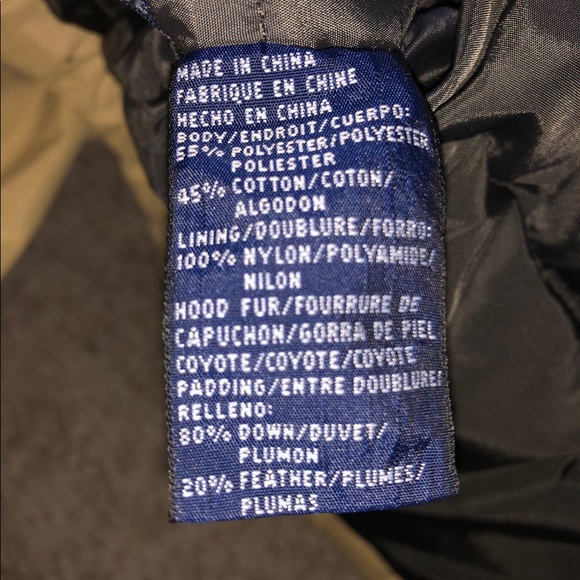 MADE IN CHINA
FABRIQUE EN CHINE
HECHO EN CHINA
BODY/ENDROIT/CUERPO:
55% POLYESTER/POLYESTER
POLIESTER
45% COTTON/COTON/
ALGODON
LINING/DOUBLURE/FORRO:
100% NYLON/POLYAMIDE/
NILON
HOOD FUR/FOURRURE DE
CAPUCHON/GORRA DE PIEL
COYOTE/COYOTE/COYOTE
PADDING/ENTRE DOUBLURE/
RELLENO:
80% DOWN/DUVET/
PLUMON
20% FEATHER/PLUMES/
PLUMAS